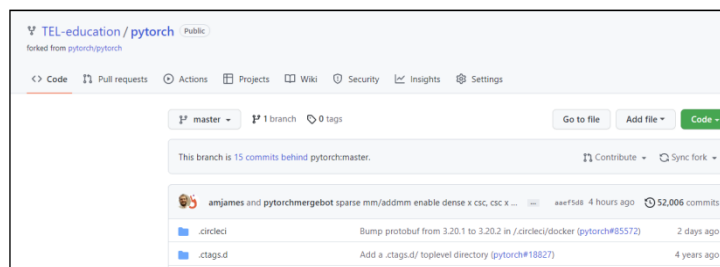 TEL-education / pytorch Public
forked from pytorch/pytorch
Code Pull requests Actions Projects Wiki Security Insights Settings
master 1 branch 0 tags Go to file Add file Code
This branch is 15 commits behind pytorch:master. Contribute Sync fork
amjames and pytorchmergebot sparse mm/addmm enable dense x csc, csc x ... aaef5d8 4 hours ago 52,006 commits
.circleci Bump protobuf from 3.20.1 to 3.20.2 in /.circleci/docker (pytorch#85572) 2 days ago
.ctags.d Add a .ctags.d/ toplevel directory (pytorch#18827) 4 years ago